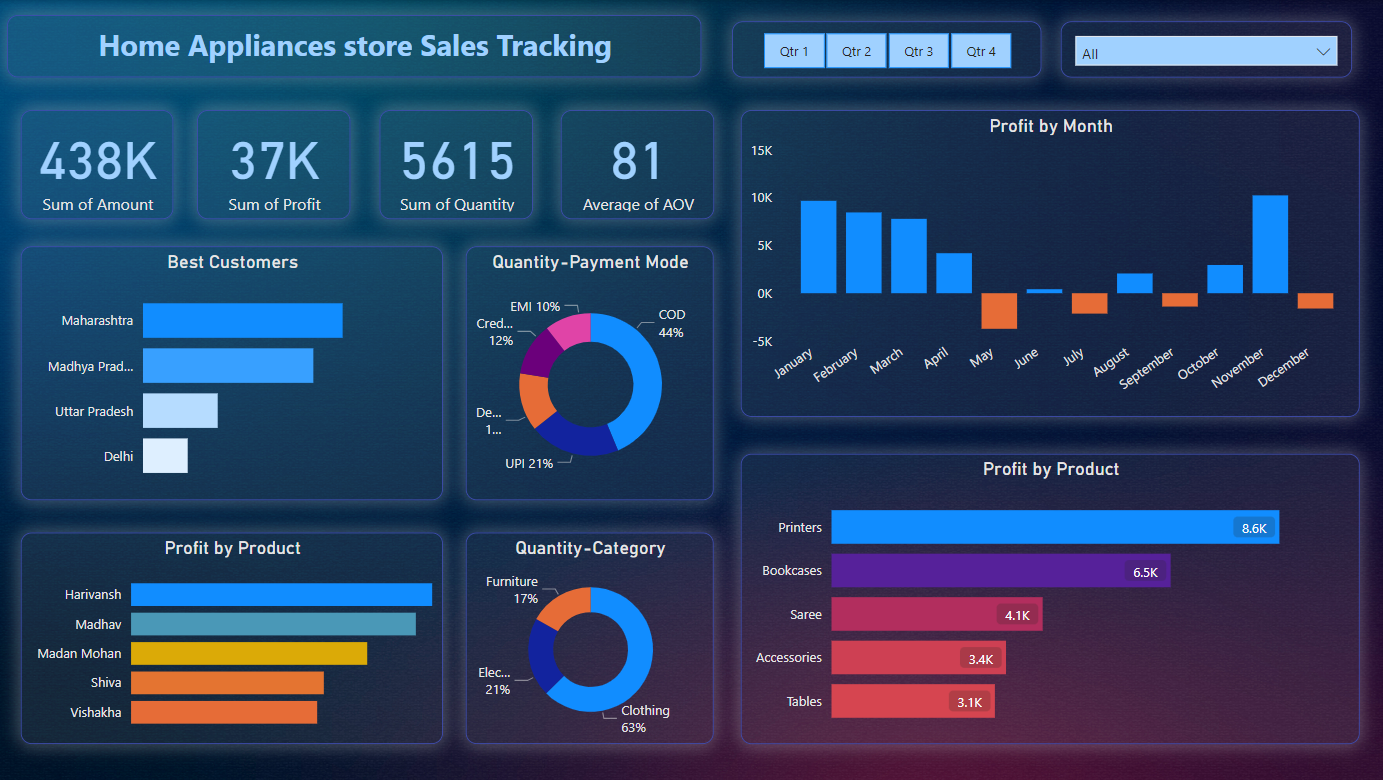 Home Appliances store Sales Tracking
Qtr 1 Qtr 2 Qtr 3 Qtr 4
All
438K
Sum of Amount
37K
Sum of Profit
5615
Sum of Quantity
81
Average of AOV
Profit by Month
15K
10K
5K
0K
-5K
January
February
March
April
May
June
July
August
September
October
November
December
Best Customers
Maharashtra
Madhya Prad...
Uttar Pradesh
Delhi
Quantity-Payment Mode
EMI 10%
COD
44%
Cred...
12%
De...
1...
UPI 21%
Profit by Product
Printers
8.6K
Bookcases
6.5K
Saree
4.1K
Accessories
3.4K
Tables
3.1K
Profit by Product
Harivansh
Madhav
Madan Mohan
Shiva
Vishakha
Quantity-Category
Furniture
17%
Elec...
21%
Clothing
63%